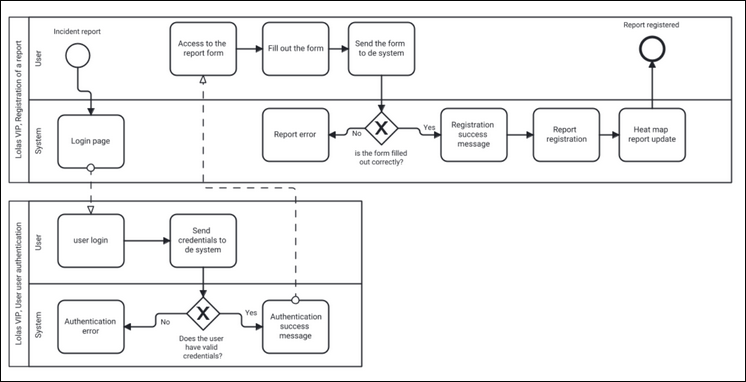 Lolas VIP, Registration of a report
User
System
Incident report
Access to the
report form
Fill out the form
Send the form
to de system
Report registered
Login page
Report error
No
Yes
is the form filled
out correctly?
Registration
success
message
Report
registration
Heat map
report update
Lolas VIP, User user authentication
User
System
user login
Send
credentials to
de system
Authentication
error
No
Yes
Does the user
have valid
credentials?
Authentication
success
message